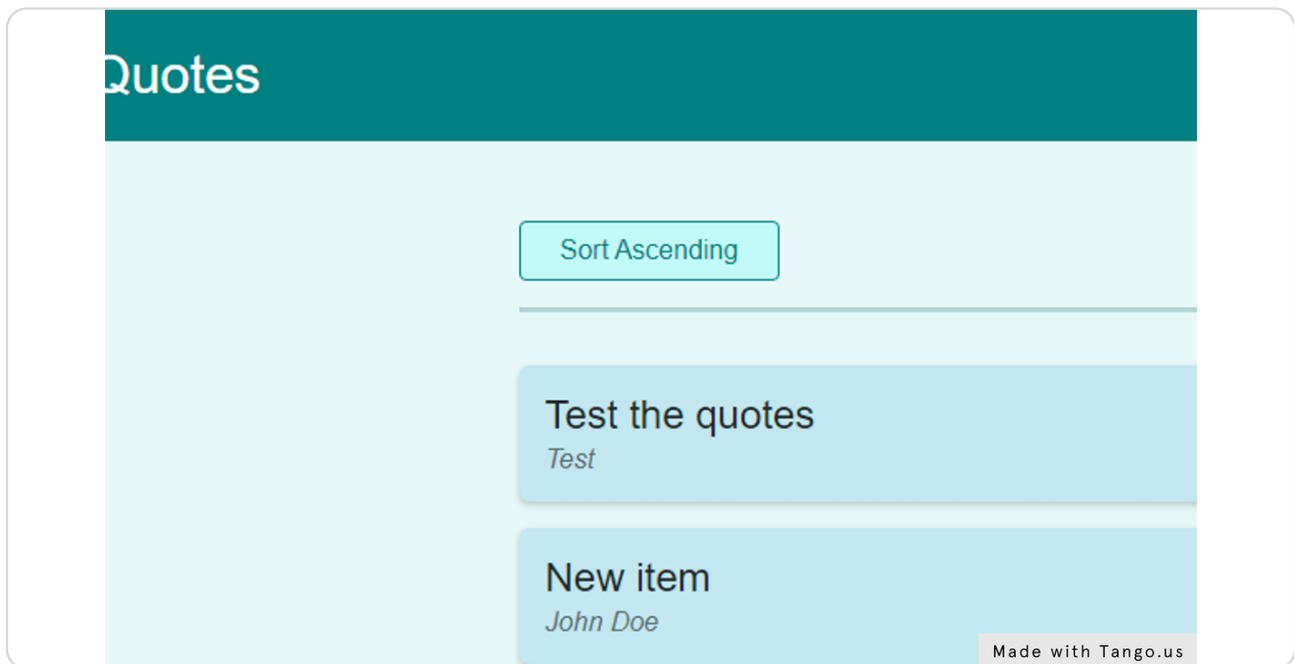 Quotes
Sort Ascending
Test the quotes
Test
New item
John Doe
Made with Tango.us